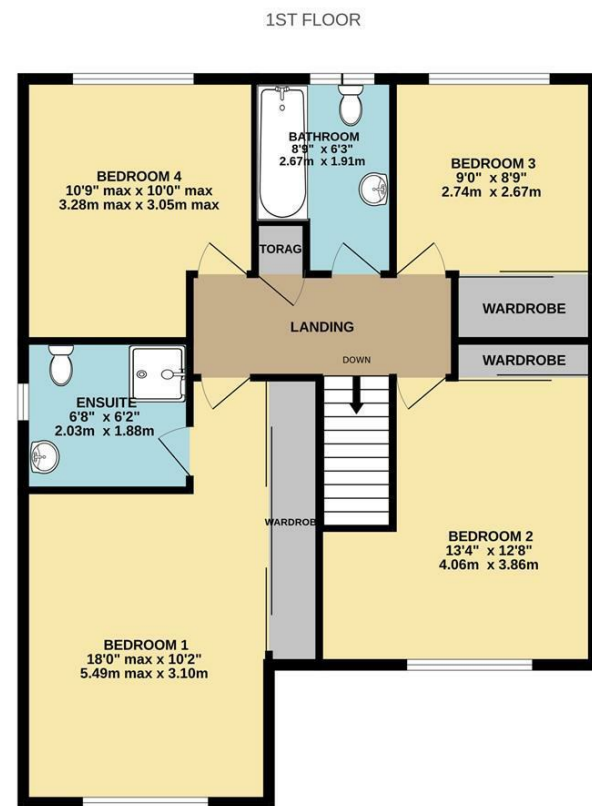 1ST FLOOR
BEDROOM 4
10'9" max x 10'0" max
3.28m max x 3.05m max
BATHROOM
8'9" x 6'3"
2.67m x 1.91m
BEDROOM 3
9'0" x 8'9"
2.74m x 2.67m
TORAG
WARDROBE
LANDING
DOWN
WARDROBE
ENSUITE
6'8" x 6'2"
2.03m x 1.88m
WARDROB
BEDROOM 2
13'4" x 12'8"
4.06m x 3.86m
BEDROOM 1
18'0" max x 10'2"
5.49m max x 3.10m